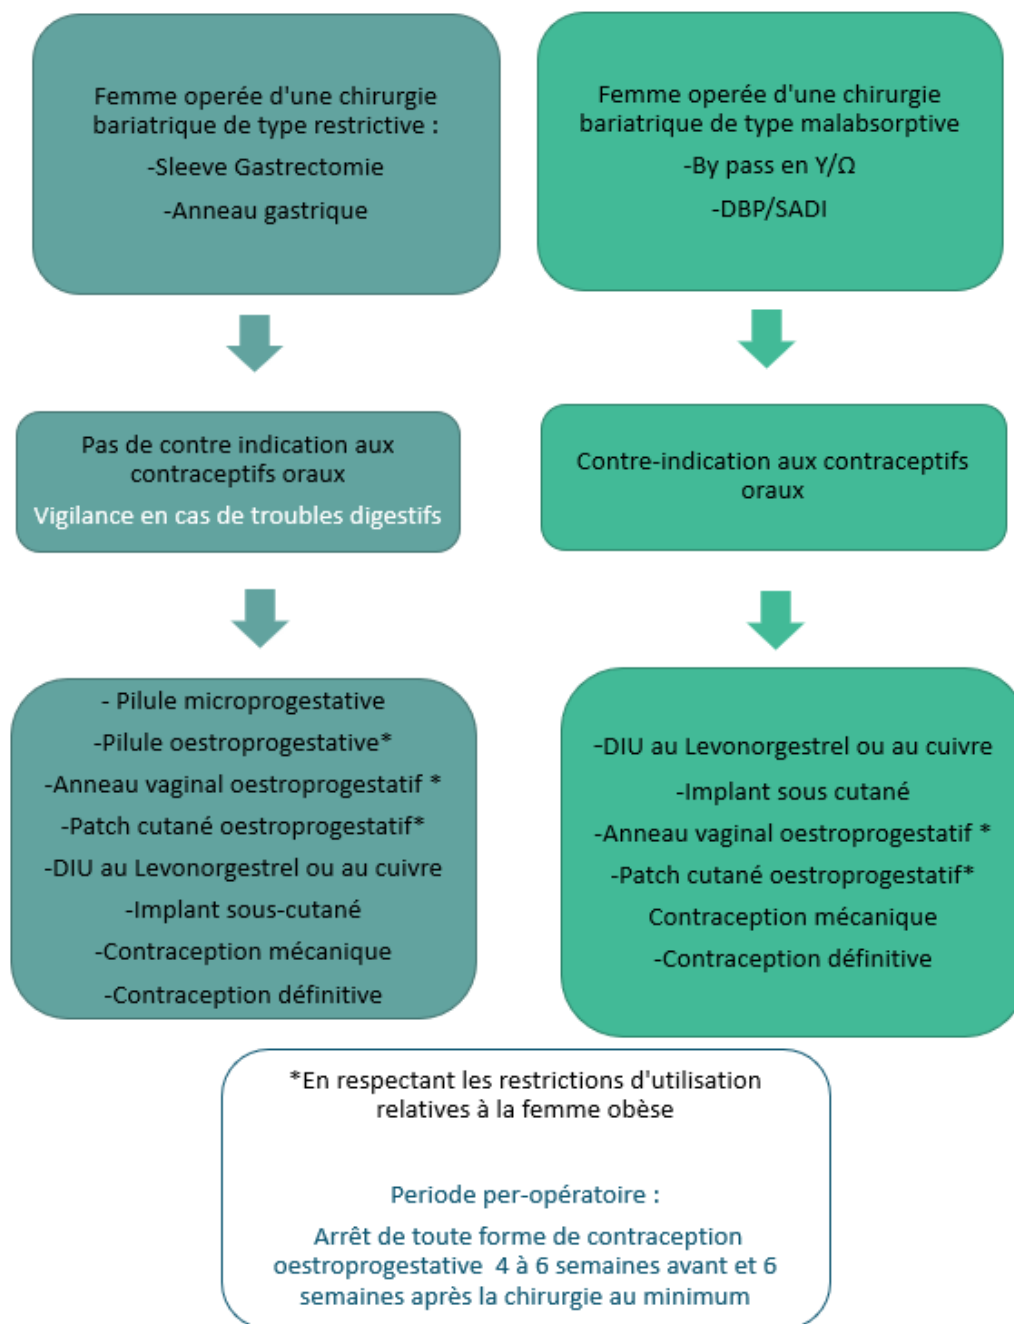 Femme operée d'une chirurgie
bariatrique de type restrictive :
-Sleeve Gastrectomie
-Anneau gastrique
Femme operée d'une chirurgie
bariatrique de type malabsorptive
-By pass en Y/Ω
-DBP/SADI
Pas de contre indication aux
contraceptifs oraux
Vigilance en cas de troubles digestifs
Contre-indication aux contraceptifs
oraux
- Pilule microprogestative
-Pilule oestroprogestative*
-Anneau vaginal oestroprogestatif *
-Patch cutané oestroprogestatif*
-DIU au Levonorgestrel ou au cuivre
-Implant sous-cutané
-Contraception mécanique
-Contraception définitive
-DIU au Levonorgestrel ou au cuivre
-Implant sous cutané
-Anneau vaginal oestroprogestatif *
-Patch cutané oestroprogestatif*
Contraception mécanique
-Contraception définitive
*En respectant les restrictions d'utilisation
relatives à la femme obèse
Periode per-opératoire :
Arrêt de toute forme de contraception
oestroprogestative 4 à 6 semaines avant et 6
semaines après la chirurgie au minimum